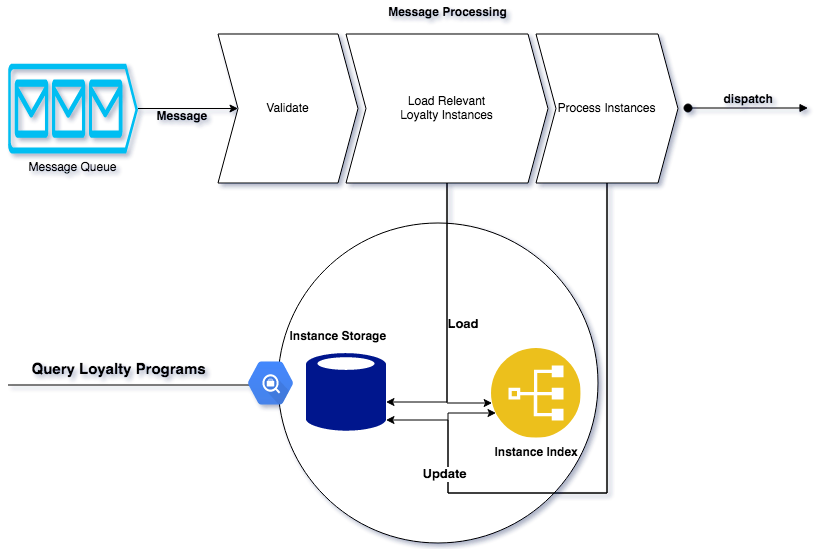 Message Processing
Validate
Load Relevant
Loyalty Instances
Process Instances
dispatch
Message
Message Queue
Load
Instance Storage
Query Loyalty Programs
Instance Index
Update